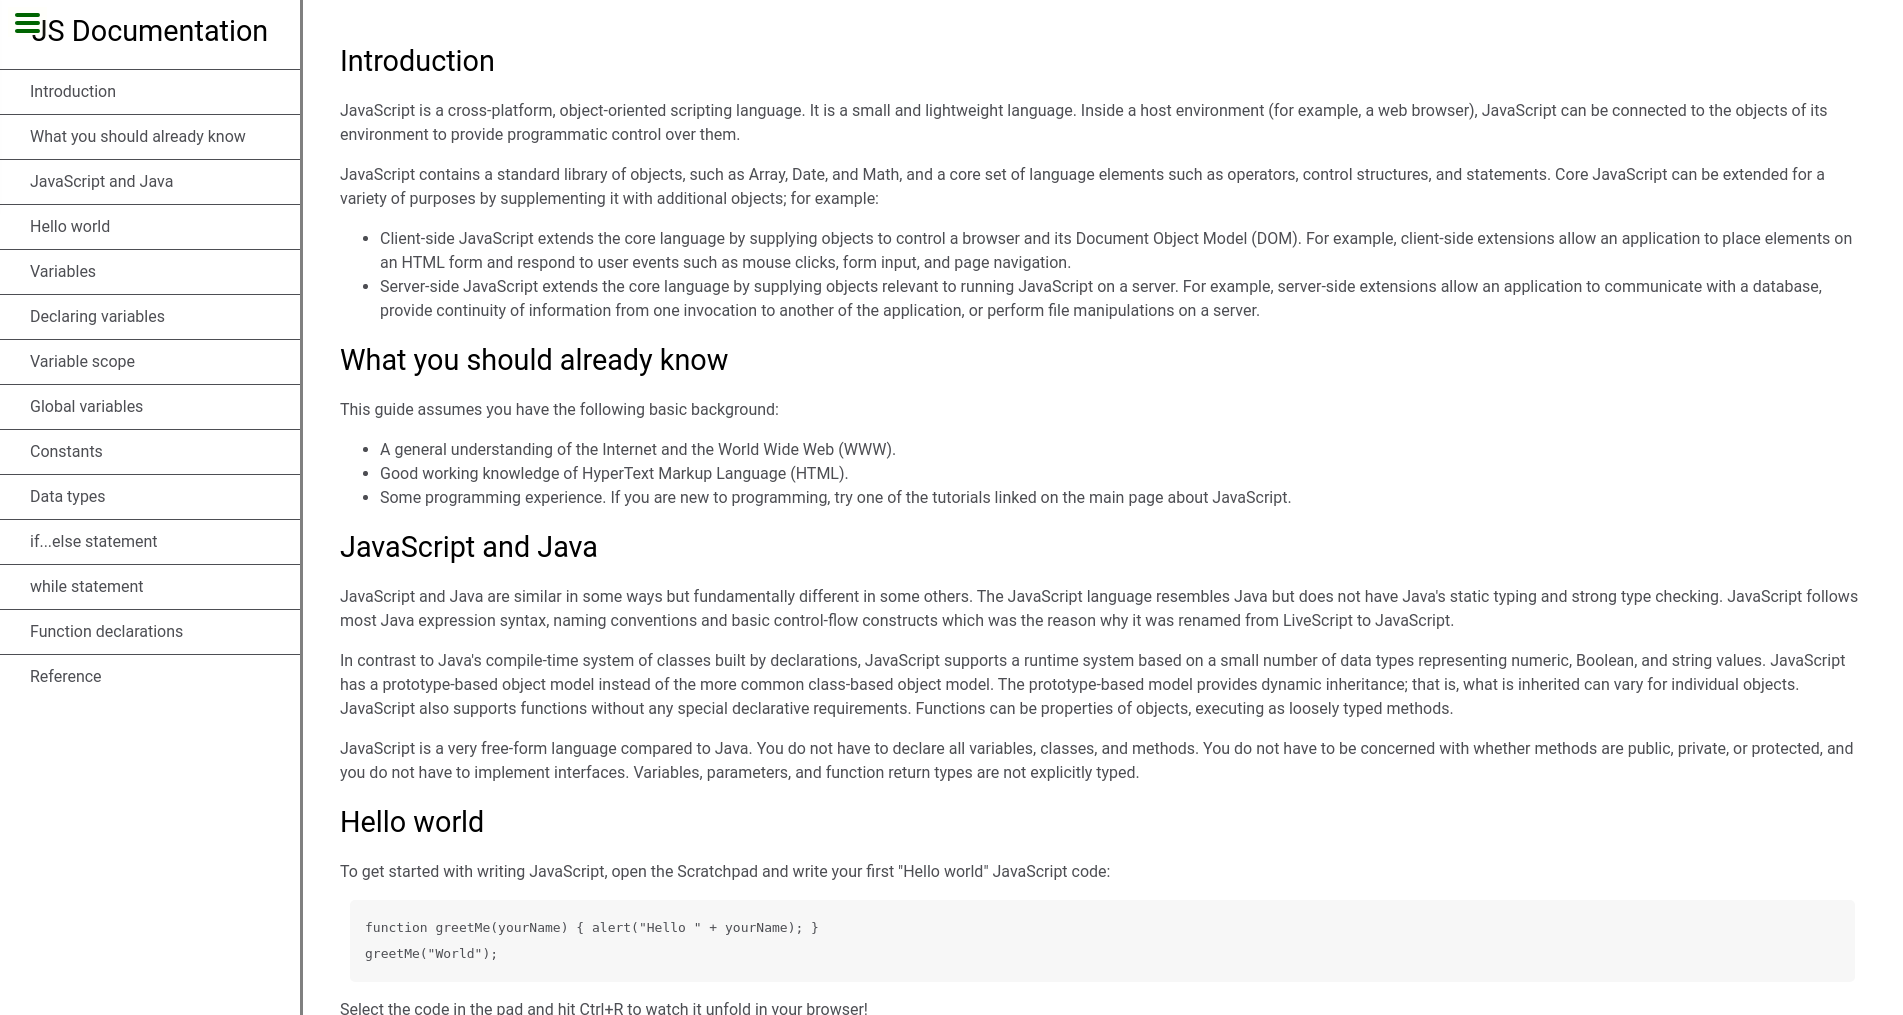 JS Documentation
Introduction
What you should already know
JavaScript and Java
Hello world
Variables
Declaring variables
Variable scope
Global variables
Constants
Data types
if...else statement
while statement
Function declarations
Reference
Introduction
JavaScript is a cross-platform, object-oriented scripting language. It is a small and lightweight language. Inside a host environment (for example, a web browser), JavaScript can be connected to the objects of its
environment to provide programmatic control over them.
JavaScript contains a standard library of objects, such as Array, Date, and Math, and a core set of language elements such as operators, control structures, and statements. Core JavaScript can be extended for a
variety of purposes by supplementing it with additional objects; for example:
• Client-side JavaScript extends the core language by supplying objects to control a browser and its Document Object Model (DOM). For example, client-side extensions allow an application to place elements on
an HTML form and respond to user events such as mouse clicks, form input, and page navigation.
• Server-side JavaScript extends the core language by supplying objects relevant to running JavaScript on a server. For example, server-side extensions allow an application to communicate with a database,
provide continuity of information from one invocation to another of the application, or perform file manipulations on a server.
What you should already know
This guide assumes you have the following basic background:
• A general understanding of the Internet and the World Wide Web (WWW).
• Good working knowledge of HyperText Markup Language (HTML).
• Some programming experience. If you are new to programming, try one of the tutorials linked on the main page about JavaScript.
JavaScript and Java
JavaScript and Java are similar in some ways but fundamentally different in some others. The JavaScript language resembles Java but does not have Java's static typing and strong type checking. JavaScript follows
most Java expression syntax, naming conventions and basic control-flow constructs which was the reason why it was renamed from LiveScript to JavaScript.
In contrast to Java's compile-time system of classes built by declarations, JavaScript supports a runtime system based on a small number of data types representing numeric, Boolean, and string values. JavaScript
has a prototype-based object model instead of the more common class-based object model. The prototype-based model provides dynamic inheritance; that is, what is inherited can vary for individual objects.
JavaScript also supports functions without any special declarative requirements. Functions can be properties of objects, executing as loosely typed methods.
JavaScript is a very free-form language compared to Java. You do not have to declare all variables, classes, and methods. You do not have to be concerned with whether methods are public, private, or protected, and
you do not have to implement interfaces. Variables, parameters, and function return types are not explicitly typed.
Hello world
To get started with writing JavaScript, open the Scratchpad and write your first "Hello world" JavaScript code:
function greetMe(yourName) { alert("Hello " + yourName); }
greetMe("World");
Select the code in the pad and hit Ctrl+R to watch it unfold in your browser!